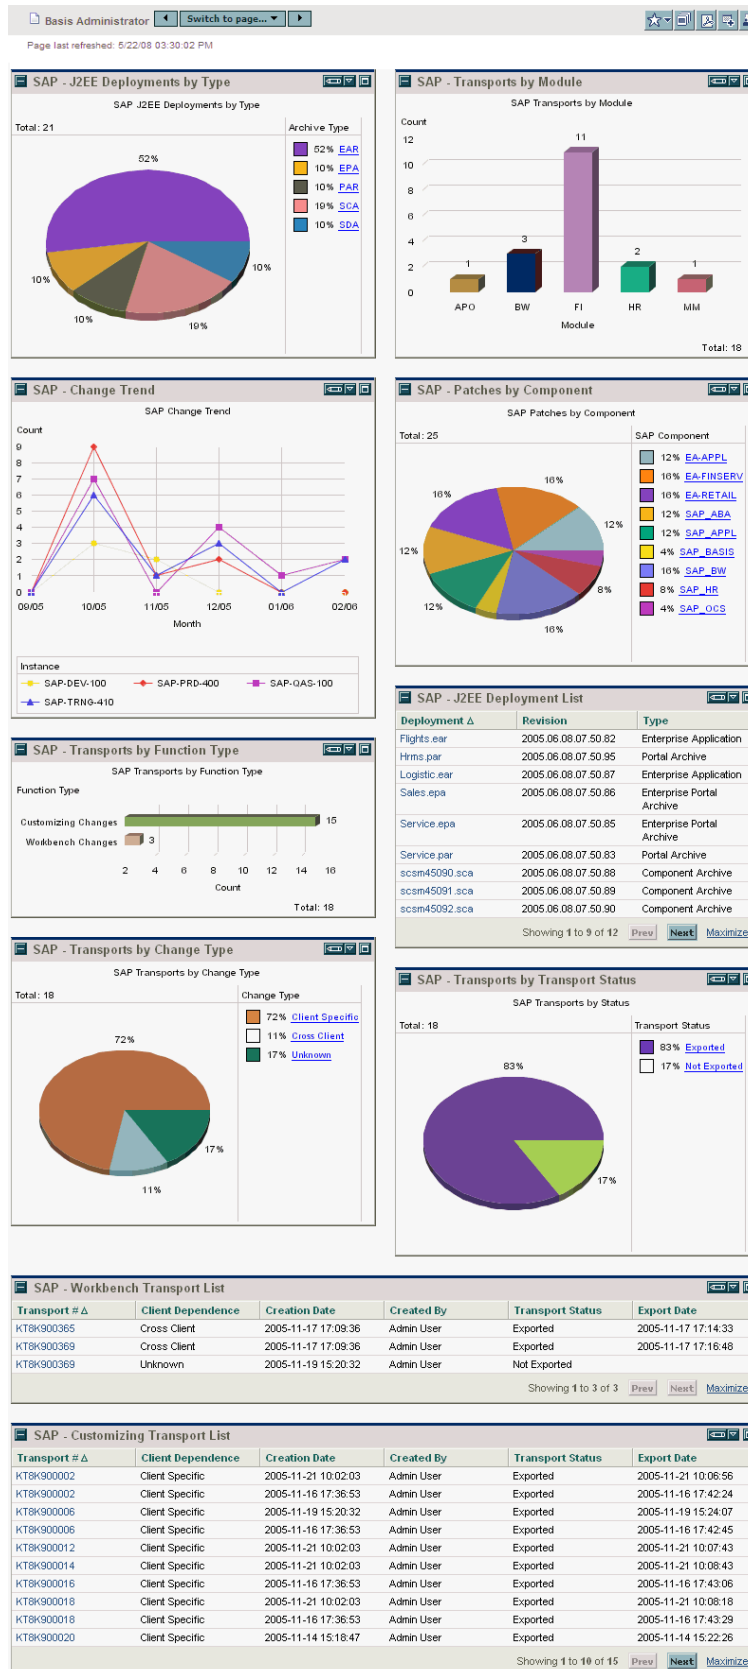 Basis Administrator Switch to page...
Page last refreshed: 5/22/08 03:30:02 PM
SAP - J2EE Deployments by Type
SAP J2EE Deployments by Type
Total: 21
Archive Type
52% EAR
10% EPA
10% PAR
19% SCA
10% SDA
52%
10%
10%
10%
19%
SAP - Transports by Module
SAP Transports by Module
Count
12
10
8
6
4
2
0
1
3
11
2
1
APO BW FI HR MM
Module
Total: 18
SAP - Change Trend
SAP Change Trend
Count
9
8
7
6
5
4
3
2
1
0
09/05 10/05 11/05 12/05 01/06 02/06
Month
Instance
SAP-DEV-100 SAP-PRD-400 SAP-QAS-100
SAP-TRNG-410
SAP - Patches by Component
SAP Patches by Component
Total: 25
SAP Component
12% EA-APPL
16% EA-FINSERV
16% EA-RETAIL
12% SAP_ABA
12% SAP_APPL
4% SAP_BASIS
16% SAP_BW
8% SAP_HR
4% SAP_OCS
16%
16%
12%
12%
8%
12%
16%
SAP - J2EE Deployment List
Deployment Δ Revision Type
Flights.ear 2005.06.08.07.50.82 Enterprise Application
Hrms.par 2005.06.08.07.50.95 Portal Archive
Logistic.ear 2005.06.08.07.50.87 Enterprise Application
Sales.epa 2005.06.08.07.50.86 Enterprise Portal
Archive
Service.epa 2005.06.08.07.50.85 Enterprise Portal
Archive
Service.par 2005.06.08.07.50.83 Portal Archive
scsm45090.sca 2005.06.08.07.50.88 Component Archive
scsm45091.sca 2005.06.08.07.50.89 Component Archive
scsm45092.sca 2005.06.08.07.50.90 Component Archive
Showing 1 to 9 of 12 Prev Next Maximize
SAP - Transports by Function Type
SAP Transports by Function Type
Function Type
Customizing Changes 15
Workbench Changes 3
2 4 6 8 10 12 14 16
Count
Total: 18
SAP - Transports by Change Type
SAP Transports by Change Type
Total: 18
Change Type
72% Client Specific
11% Cross Client
17% Unknown
72%
17%
11%
SAP - Transports by Transport Status
SAP Transports by Status
Total: 18
Transport Status
83% Exported
17% Not Exported
83%
17%
SAP - Workbench Transport List
Transport # Δ Client Dependence Creation Date Created By Transport Status Export Date
KT8K900365 Cross Client 2005-11-17 17:09:36 Admin User Exported 2005-11-17 17:14:33
KT8K900369 Cross Client 2005-11-17 17:09:36 Admin User Exported 2005-11-17 17:16:48
KT8K900369 Unknown 2005-11-19 15:20:32 Admin User Not Exported
Showing 1 to 3 of 3 Prev Next Maximize
SAP - Customizing Transport List
Transport # Δ Client Dependence Creation Date Created By Transport Status Export Date
KT8K900002 Client Specific 2005-11-21 10:02:03 Admin User Exported 2005-11-21 10:06:56
KT8K900002 Client Specific 2005-11-16 17:36:53 Admin User Exported 2005-11-16 17:42:24
KT8K900006 Client Specific 2005-11-19 15:20:32 Admin User Exported 2005-11-19 15:24:07
KT8K900006 Client Specific 2005-11-16 17:36:53 Admin User Exported 2005-11-16 17:42:45
KT8K900012 Client Specific 2005-11-21 10:02:03 Admin User Exported 2005-11-21 10:07:43
KT8K900014 Client Specific 2005-11-21 10:02:03 Admin User Exported 2005-11-21 10:08:43
KT8K900016 Client Specific 2005-11-16 17:36:53 Admin User Exported 2005-11-16 17:43:06
KT8K900018 Client Specific 2005-11-21 10:02:03 Admin User Exported 2005-11-21 10:08:18
KT8K900018 Client Specific 2005-11-16 17:36:53 Admin User Exported 2005-11-16 17:43:29
KT8K900020 Client Specific 2005-11-14 15:18:47 Admin User Exported 2005-11-14 15:22:26
Showing 1 to 10 of 15 Prev Next Maximize